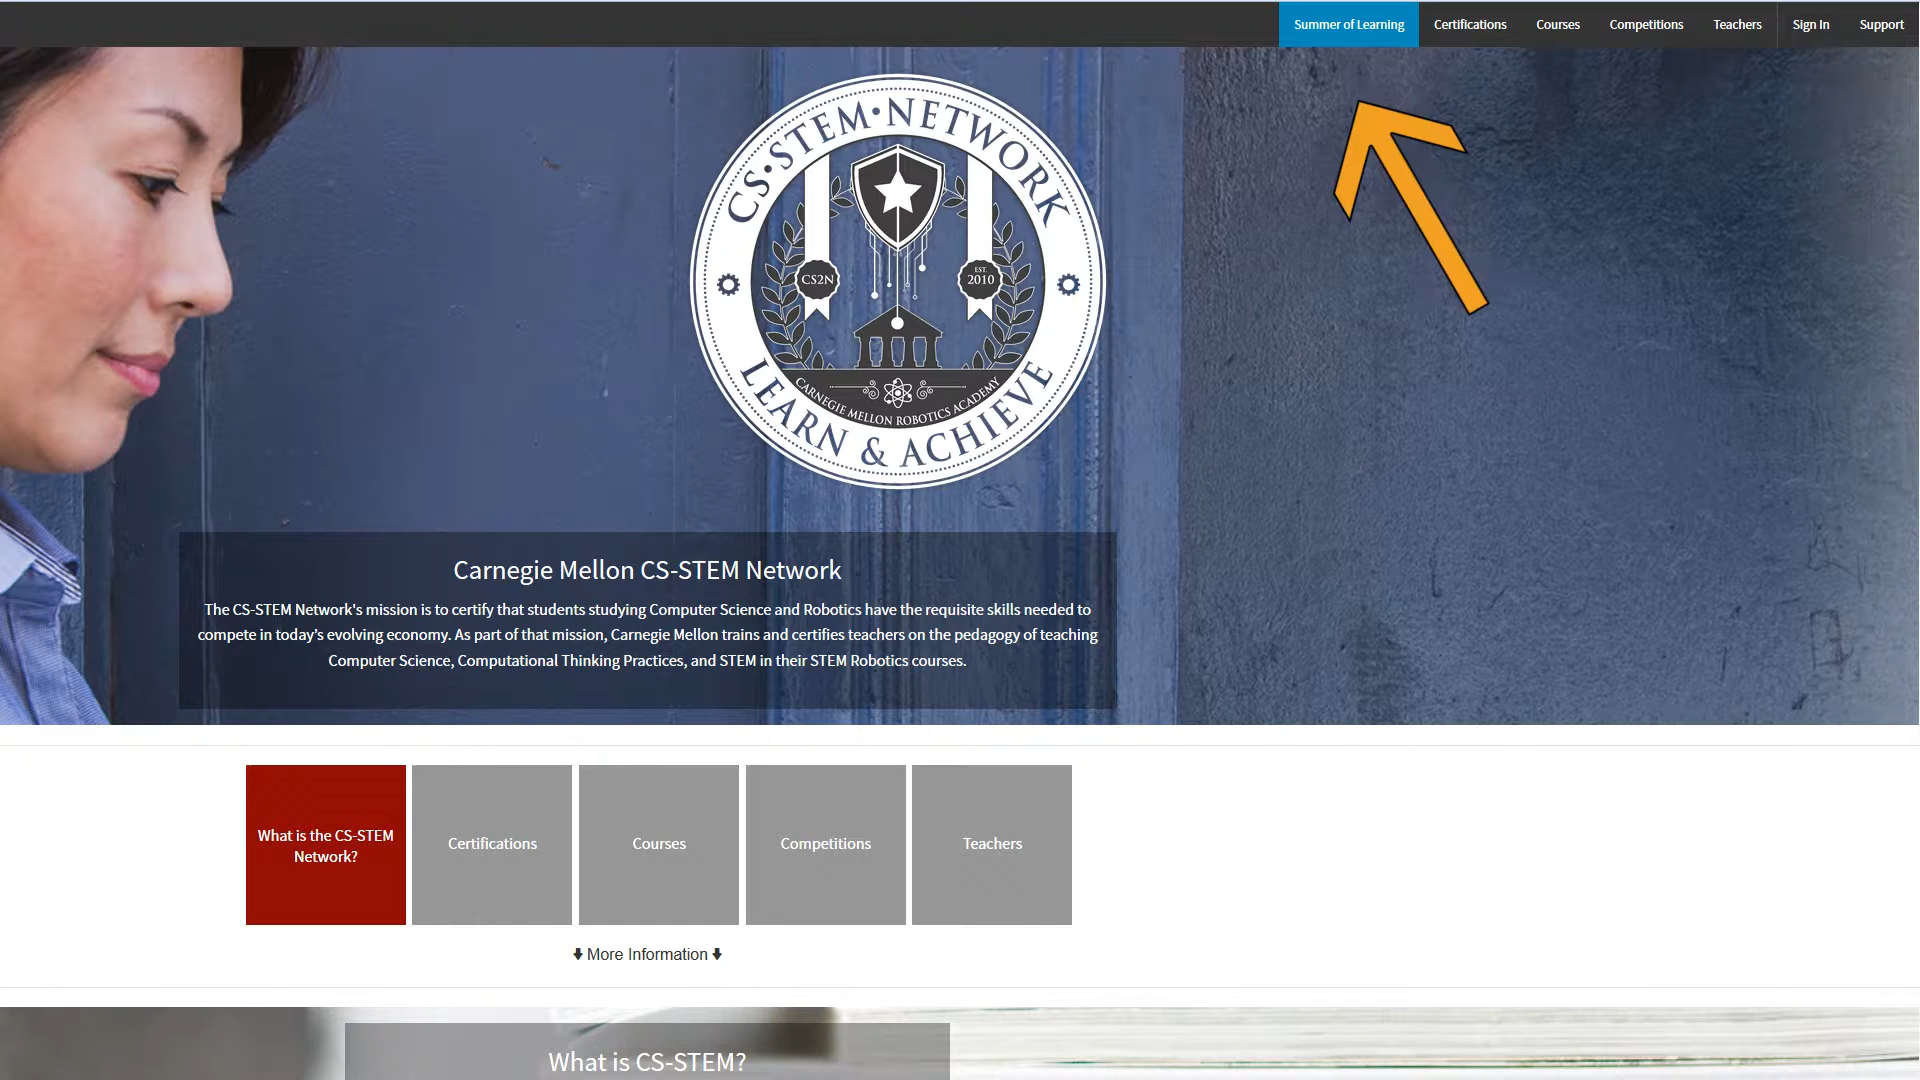 Summer of Learning
Certifications
Courses
Competitions
Teachers
Sign In
Support
CS·STEM·NETWORK
CS2N
EST.
2010
CARNEGIE MELLON ROBOTICS ACADEMY
LEARN & ACHIEVE
Carnegie Mellon CS-STEM Network
The CS-STEM Network's mission is to certify that students studying Computer Science and Robotics have the requisite skills needed to
compete in today’s evolving economy. As part of that mission, Carnegie Mellon trains and certifies teachers on the pedagogy of teaching
Computer Science, Computational Thinking Practices, and STEM in their STEM Robotics courses.
What is the CS-STEM
Network?
Certifications
Courses
Competitions
Teachers
More Information
What is CS-STEM?